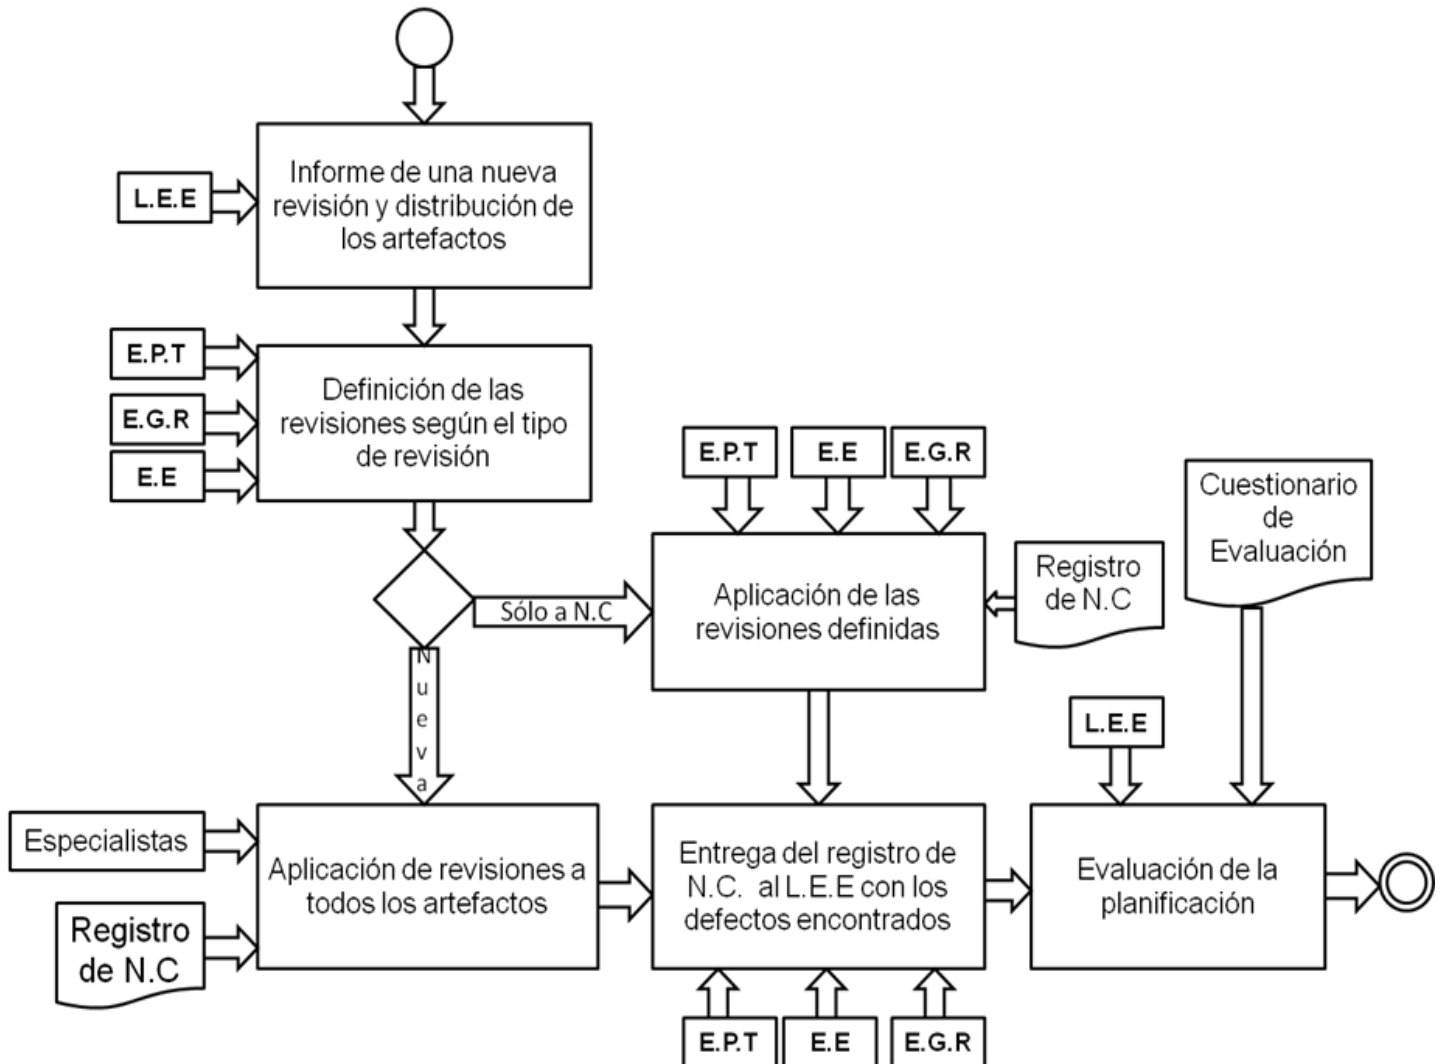 Informe de una nueva
revisión y distribución de
los artefactos
L.E.E
E.P.T
E.G.R
E.E
Definición de las
revisiones según el tipo
de revisión
E.P.T
E.E
E.G.R
Cuestionario
de
Evaluación
Sólo a N.C
Aplicación de las
revisiones definidas
Registro
de N.C
Nueva
L.E.E
Especialistas
Aplicación de revisiones a
todos los artefactos
Registro
de N.C
Entrega del registro de
N.C. al L.E.E con los
defectos encontrados
Evaluación de la
planificación
E.P.T
E.E
E.G.R